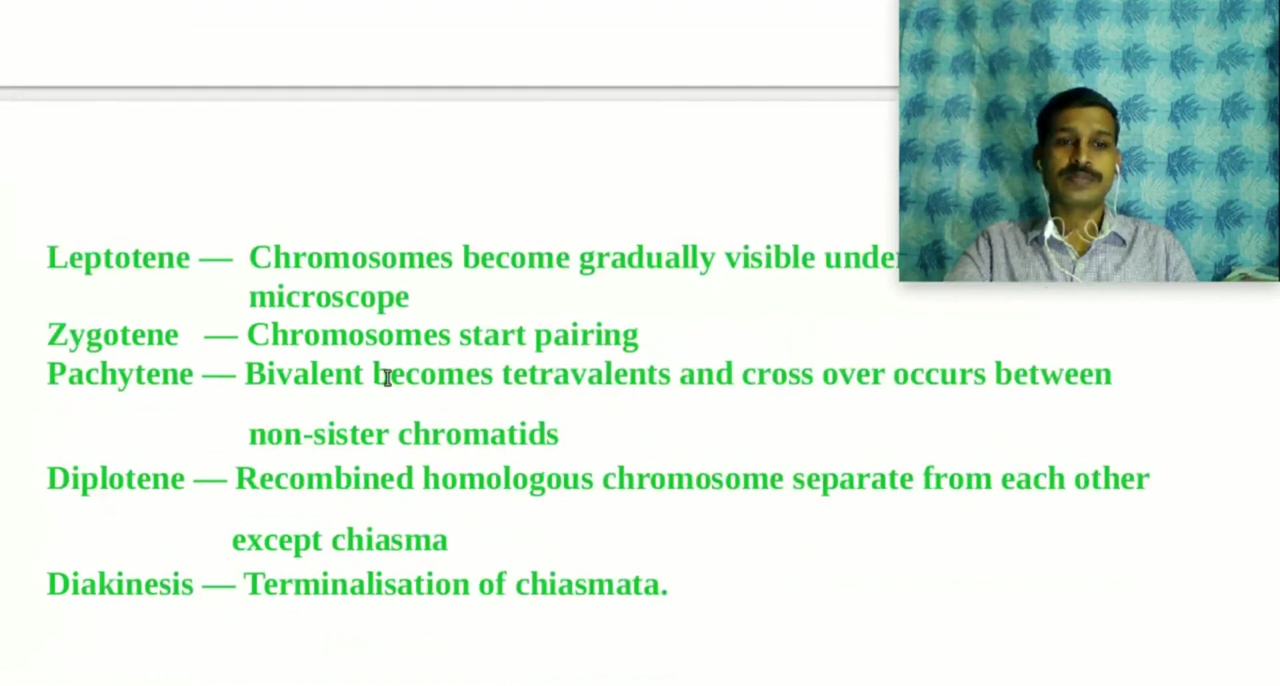 Leptotene — Chromosomes become gradually visible under
microscope
Zygotene — Chromosomes start pairing
Pachytene — Bivalent becomes tetravalents and cross over occurs between
non-sister chromatids
Diplotene — Recombined homologous chromosome separate from each other
except chiasma
Diakinesis — Terminalisation of chiasmata.